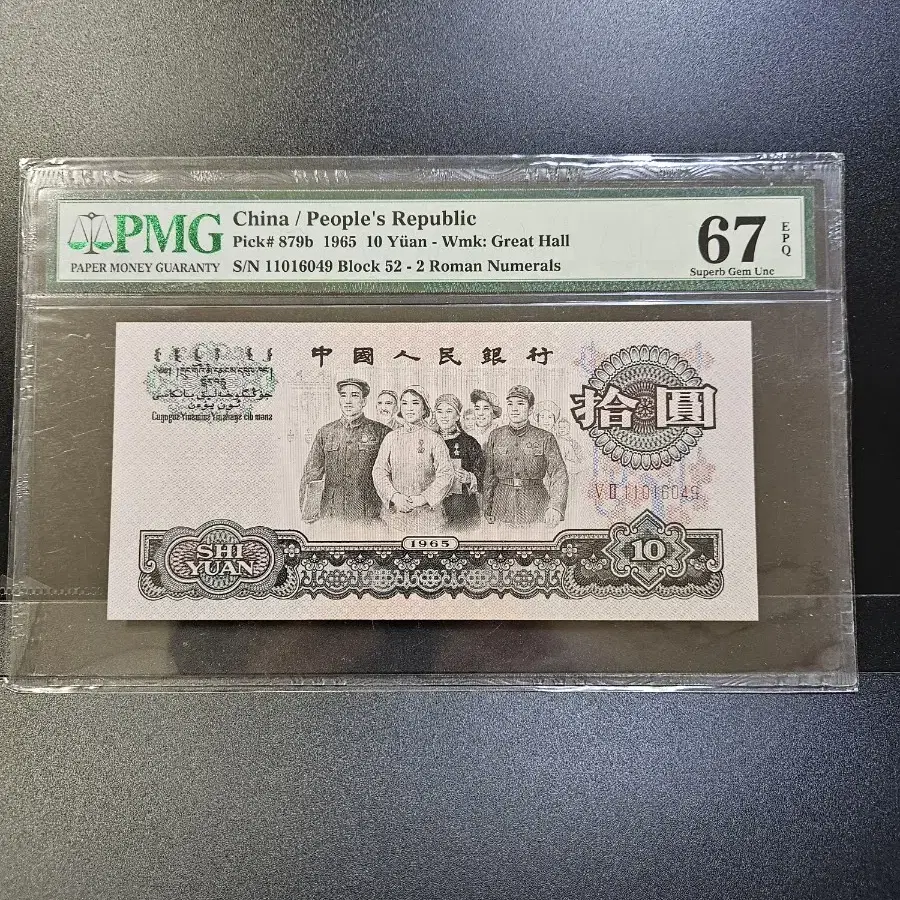 PMG
PAPER MONEY GUARANTY
China / People's Republic
Pick# 879b 1965 10 Yüan - Wmk: Great Hall
S/N 11016049 Block 52 - 2 Roman Numerals
67
EPQ
Superb Gem Unc
中國人民銀行
拾圓
V II 11016049
1965
SHI
YUAN
10